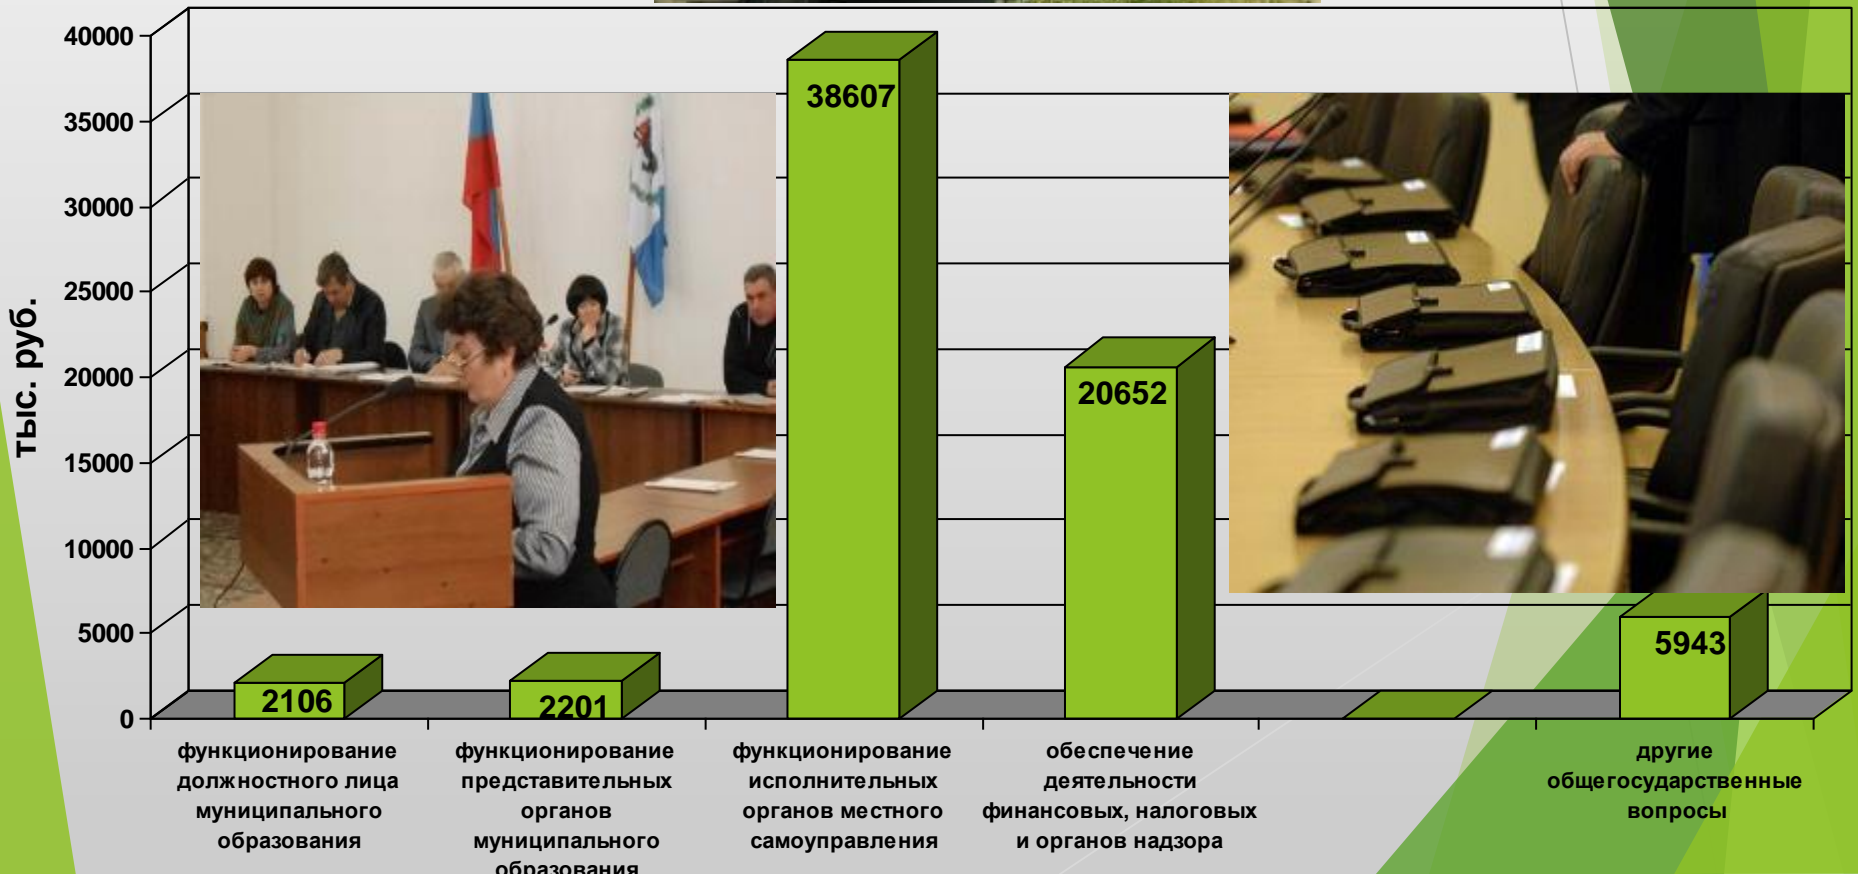 40000
35000
30000
25000
20000
15000
10000
5000
0
тыс. руб.
38607
20652
2106
2201
5943
функционирование
должностного лица
муниципального
образования
функционирование
представительных
органов
муниципального
образования
функционирование
исполнительных
органов местного
самоуправления
обеспечение
деятельности
финансовых, налоговых
и органов надзора
другие
общегосударственные
вопросы